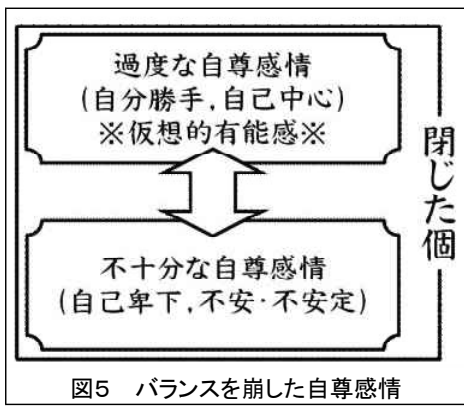 過度な自尊感情
(自分勝手,自己中心)
※仮想的有能感※
不十分な自尊感情
(自己卑下,不安・不安定)
閉じた個
図5 バランスを崩した自尊感情